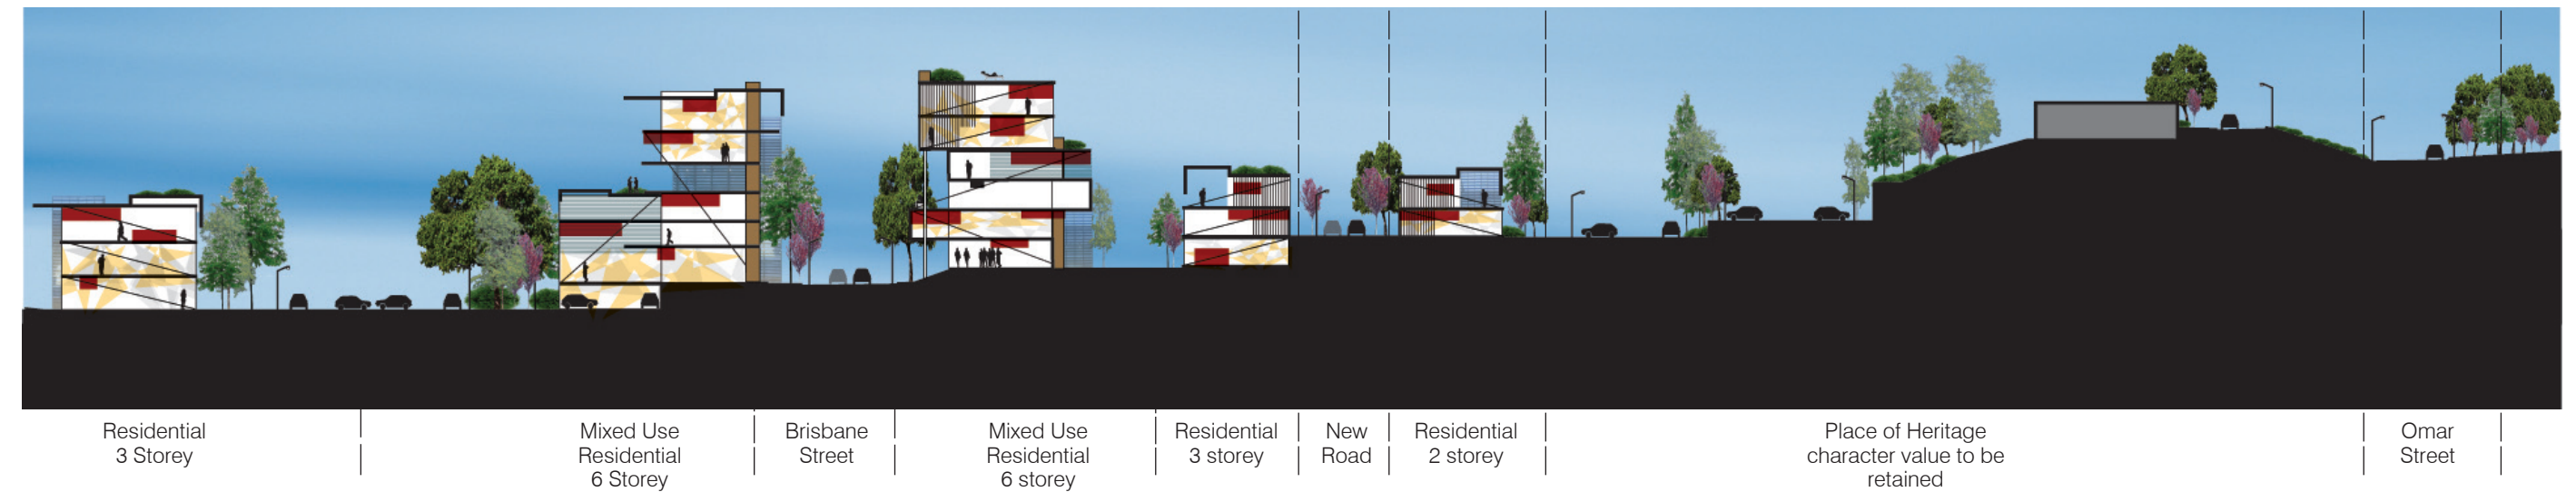 Residential
3 Storey
Mixed Use
Residential
6 Storey
Brisbane
Street
Mixed Use
Residential
6 storey
Residential
3 storey
New
Road
Residential
2 storey
Place of Heritage
character value to be
retained
Omar
Street